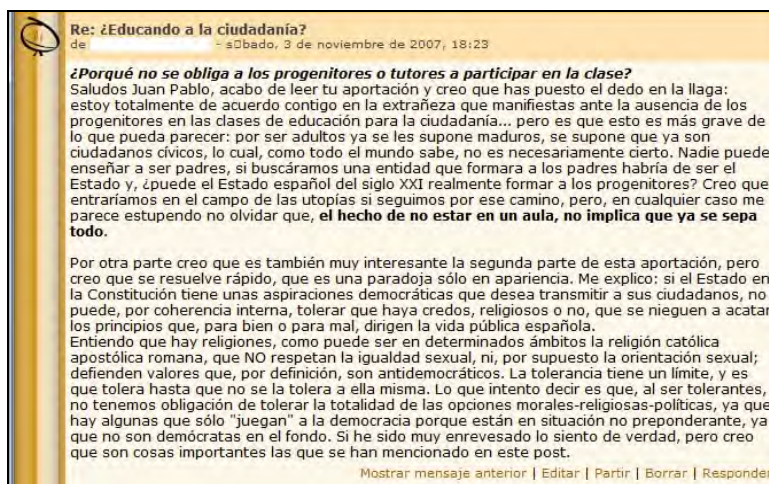 Re: ¿Educando a la ciudadanía?
de - s□bado, 3 de noviembre de 2007, 18:23
¿Porqué no se obliga a los progenitores o tutores a participar en la clase?
Saludos Juan Pablo, acabo de leer tu aportación y creo que has puesto el dedo en la llaga:
estoy totalmente de acuerdo contigo en la extrañeza que manifiestas ante la ausencia de los
progenitores en las clases de educación para la ciudadanía... pero es que esto es más grave de
lo que pueda parecer: por ser adultos ya se les supone maduros, se supone que ya son
ciudadanos cívicos, lo cual, como todo el mundo sabe, no es necesariamente cierto. Nadie puede
enseñar a ser padres, si buscáramos una entidad que formara a los padres habría de ser el
Estado y, ¿puede el Estado español del siglo XXI realmente formar a los progenitores? Creo que
entraríamos en el campo de las utopías si seguimos por ese camino, pero, en cualquier caso me
parece estupendo no olvidar que, el hecho de no estar en un aula, no implica que ya se sepa
todo.
Por otra parte creo que es también muy interesante la segunda parte de esta aportación, pero
creo que se resuelve rápido, que es una paradoja sólo en apariencia. Me explico: si el Estado en
la Constitución tiene unas aspiraciones democráticas que desea transmitir a sus ciudadanos, no
puede, por coherencia interna, tolerar que haya credos, religiosos o no, que se nieguen a acatar
los principios que, para bien o para mal, dirigen la vida pública española.
Entiendo que hay religiones, como puede ser en determinados ámbitos la religión católica
apostólica romana, que NO respetan la igualdad sexual, ni, por supuesto la orientación sexual;
defienden valores que, por definición, son antidemocráticos. La tolerancia tiene un límite, y es
que tolera hasta que no se la tolera a ella misma. Lo que intento decir es que, al ser tolerantes,
no tenemos obligación de tolerar la totalidad de las opciones morales-religiosas-políticas, ya que
hay algunas que sólo "juegan" a la democracia porque están en situación no preponderante, ya
que no son demócratas en el fondo. Si he sido muy enrevesado lo siento de verdad, pero creo
que son cosas importantes las que se han mencionado en este post.
Mostrar mensaje anterior | Editar | Partir | Borrar | Responder